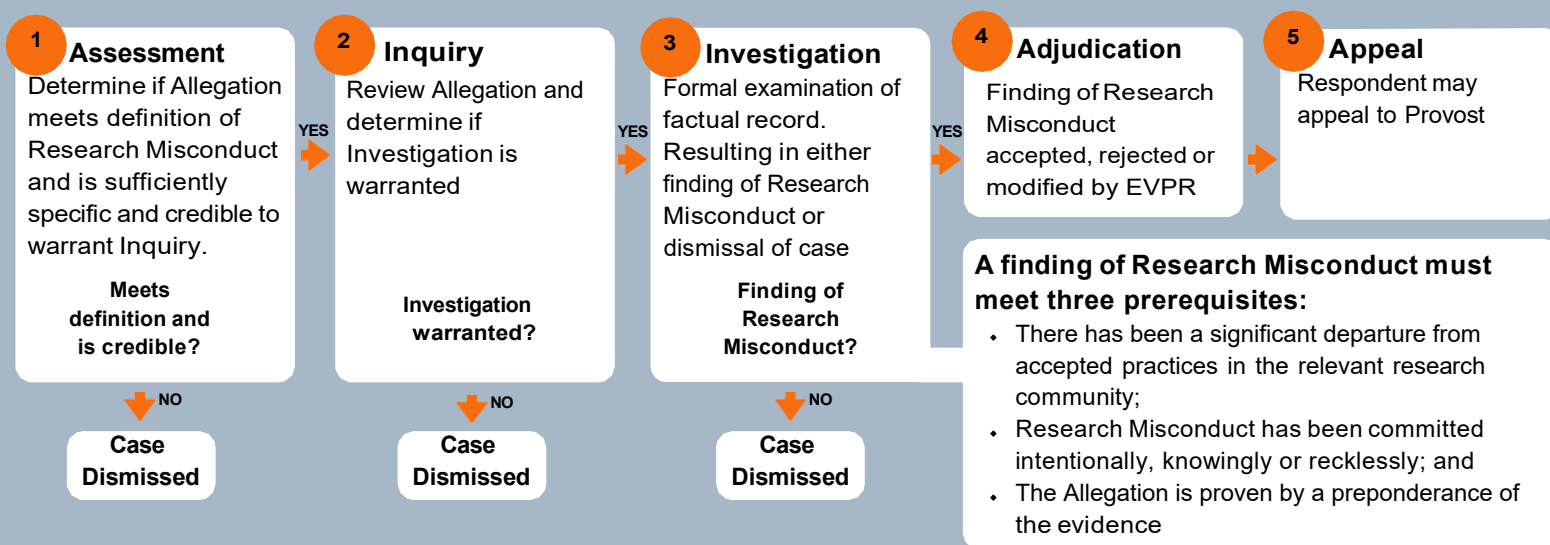 1
Assessment
Determine if Allegation
meets definition of
Research Misconduct
and is sufficiently
specific and credible to
warrant Inquiry.
Meets
definition and
is credible?
NO
Case
Dismissed
YES
2
Inquiry
Review Allegation and
determine if
Investigation is
warranted
Investigation
warranted?
NO
Case
Dismissed
YES
3
Investigation
Formal examination of
factual record.
Resulting in either
finding of Research
Misconduct or
dismissal of case
Finding of
Research
Misconduct?
NO
Case
Dismissed
YES
4
Adjudication
Finding of Research
Misconduct
accepted, rejected or
modified by EVPR
5
Appeal
Respondent may
appeal to Provost
A finding of Research Misconduct must
meet three prerequisites:
• There has been a significant departure from
accepted practices in the relevant research
community;
• Research Misconduct has been committed
intentionally, knowingly or recklessly; and
• The Allegation is proven by a preponderance of
the evidence